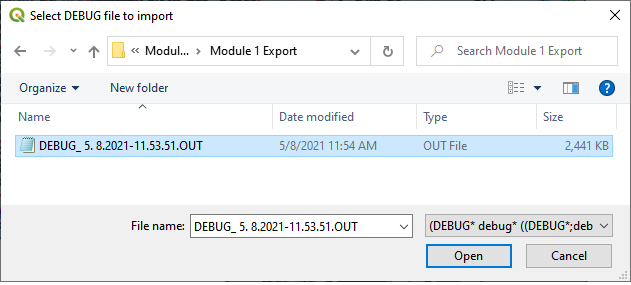 Select DEBUG file to import
Modul... Module 1 Export Search Module 1 Export
Organize New folder
Name Date modified Type Size
DEBUG_ 5. 8.2021-11.53.51.OUT 5/8/2021 11:54 AM OUT File 2,441 KB
File name: DEBUG_ 5. 8.2021-11.53.51.OUT (DEBUG* debug* ((DEBUG*;deb
Open Cancel